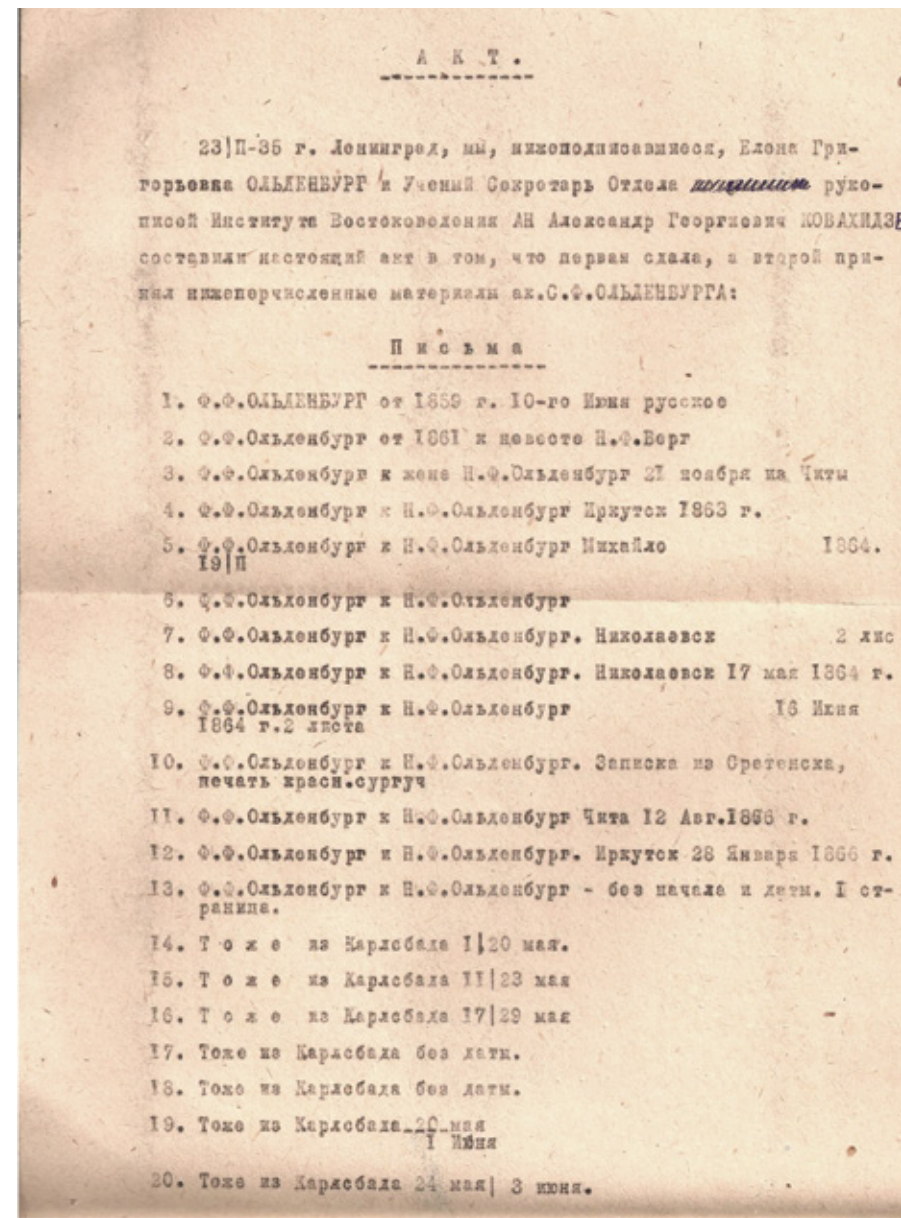 А К Т .
23|П-35 г. Ленинград, мы, нижеподписавшиеся, Елена Гри-
горьевна ОЛЬДЕНБУРГ и Ученый Секретарь Отдела руко-
писей Института Востоковедения АН Александр Георгиевич КОВАХИДЗЕ
составили настоящий акт в том, что первая сдала, а второй при-
нял нижеперчисленные материалы ак.С.Ф.ОЛЬДЕНБУРГА:
П и с ь м а
1. Ф.Ф.ОЛЬДЕНБУРГ от 1859 г. 10-го Июня русское
2. Ф.Ф.Ольденбург от 1861 к невесте Н.Ф.Берг
3. Ф.Ф.Ольденбург к жене Н.Ф.Ольденбург 21 ноября из Читы
4. Ф.Ф.Ольденбург к Н.Ф.Ольденбург Иркутск 1863 г.
5. Ф.Ф.Ольденбург к Н.Ф.Ольденбург Михайло 1864.
19|П
6. Ф.Ф.Ольденбург к Н.Ф.Ольденбург
7. Ф.Ф.Ольденбург к Н.Ф.Ольденбург. Николаевск 2 лис
8. Ф.Ф.Ольденбург к Н.Ф.Ольденбург. Николаевск 17 мая 1864 г.
9. Ф.Ф.Ольденбург к Н.Ф.Ольденбург 16 Июня
1864 г.2 листа
10. Ф.Ф.Ольденбург к Н.Ф.Ольденбург. Записка из Сретенска,
печать красн.сургуч
11. Ф.Ф.Ольденбург к Н.Ф.Ольденбург Чита 12 Авг.1866 г.
12. Ф.Ф.Ольденбург к Н.Ф.Ольденбург. Иркутск 28 Января 1866 г.
13. Ф.Ф.Ольденбург к Н.Ф.Ольденбург - без начала и даты. I ст-
раница.
14. Т о ж е из Карлсбада I|20 мая.
15. Т о ж е из Карлсбада 11|23 мая
16. Т о ж е из Карлсбада 17|29 мая
17. Тоже из Карлсбада без даты.
18. Тоже из Карлсбада без даты.
19. Тоже из Карлсбада 20 мая
I Июня
20. Тоже из Карлсбада 24 мая| 3 июня.